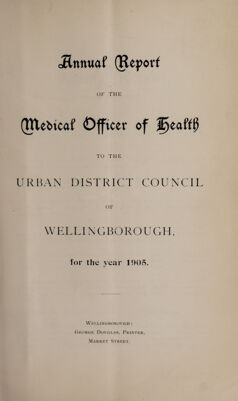 Annual Report
OF THE
Medical Officer of Health
TO THE
URBAN DISTRICT COUNCIL
OF
WELLINGBOROUGH,
for the year 1905.
WELLINGBOROUGH:
GEORGE DOUGLAS, PRINTER,
MARKET STREET.